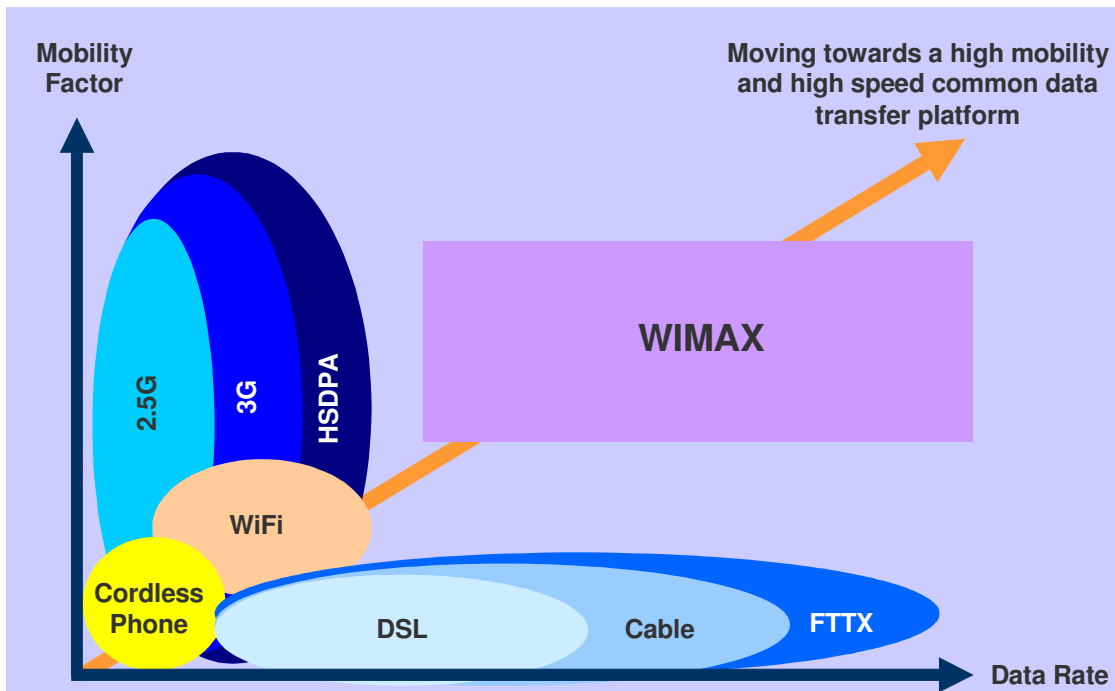 Mobility
Factor
Moving towards a high mobility
and high speed common data
transfer platform
WIMAX
2.5G
3G
HSDPA
WiFi
Cordless
Phone
DSL
Cable
FTTX
Data Rate